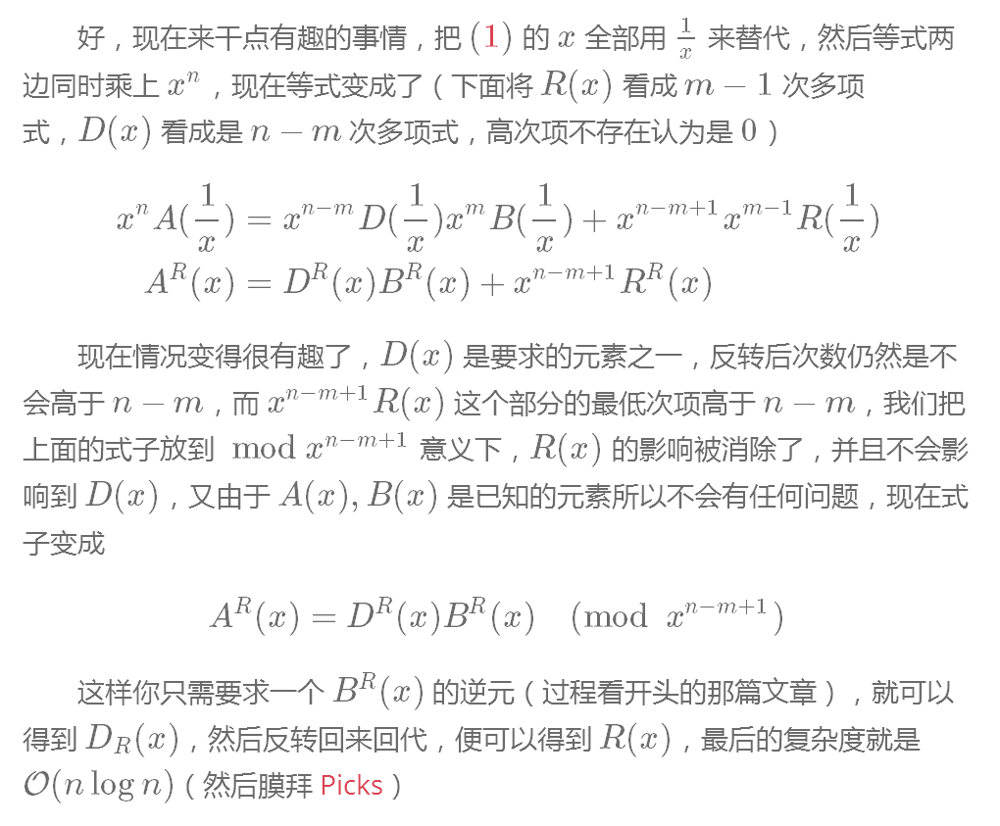 好，现在来干点有趣的事情，把 (1) 的 x 全部用 \frac{1}{x} 来替代，然后等式两
边同时乘上 x^n，现在等式变成了（下面将 R(x) 看成 m − 1 次多项
式，D(x) 看成是 n − m 次多项式，高次项不存在认为是 0）
x^n A(\frac{1}{x}) = x^{n−m} D(\frac{1}{x}) x^m B(\frac{1}{x}) + x^{n−m+1} x^{m−1} R(\frac{1}{x})
A^R(x) = D^R(x)B^R(x) + x^{n−m+1} R^R(x)
现在情况变得很有趣了，D(x) 是要求的元素之一，反转后次数仍然是不
会高于 n − m，而 x^{n−m+1} R(x) 这个部分的最低次项高于 n − m，我们把
上面的式子放到 mod x^{n−m+1} 意义下，R(x) 的影响被消除了，并且不会影
响到 D(x)，又由于 A(x), B(x) 是已知的元素所以不会有任何问题，现在式
子变成
A^R(x) = D^R(x)B^R(x) (mod x^{n−m+1})
这样你只需要求一个 B^R(x) 的逆元（过程看开头的那篇文章），就可以
得到 D_R(x)，然后反转回来回代，便可以得到 R(x)，最后的复杂度就是
𝒪(n log n)（然后膜拜 Picks）